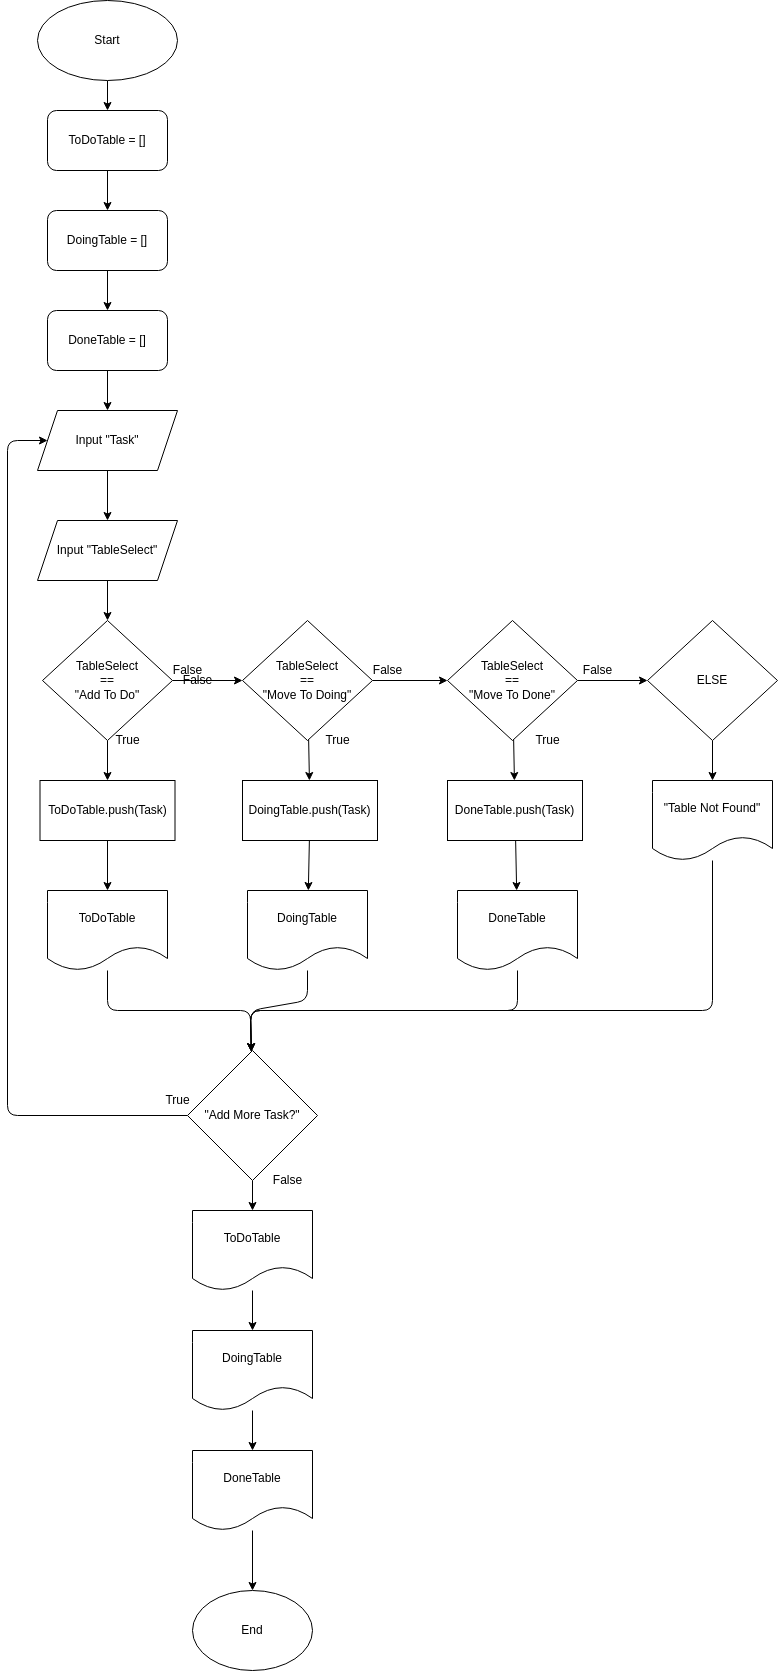 Start
ToDoTable = []
DoingTable = []
DoneTable = []
Input "Task"
Input "TableSelect"
TableSelect
==
"Add To Do"
False
False
TableSelect
==
"Move To Doing"
False
TableSelect
==
"Move To Done"
False
ELSE
True
True
True
ToDoTable.push(Task)
DoingTable.push(Task)
DoneTable.push(Task)
"Table Not Found"
ToDoTable
DoingTable
DoneTable
True
"Add More Task?"
False
ToDoTable
DoingTable
DoneTable
End